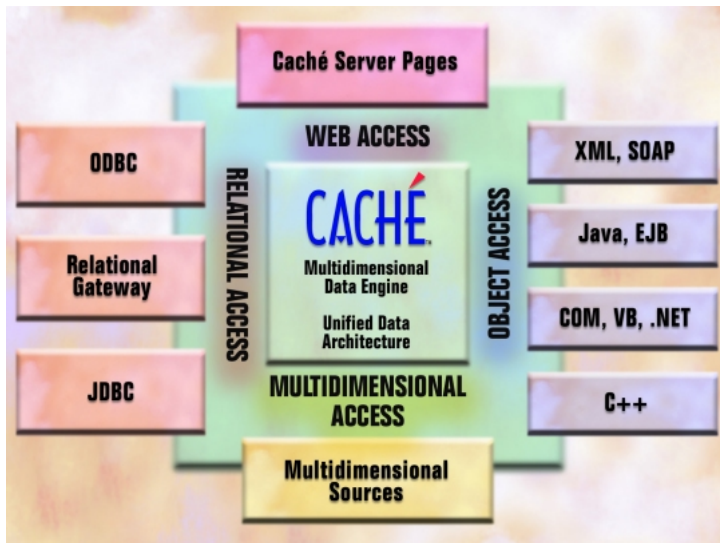 Caché Server Pages
WEB ACCESS
ODBC
Relational
Gateway
JDBC
RELATIONAL ACCESS
CACHÉ™
Multidimensional
Data Engine
Unified Data
Architecture
OBJECT ACCESS
XML, SOAP
Java, EJB
COM, VB, .NET
C++
MULTIDIMENSIONAL
ACCESS
Multidimensional
Sources